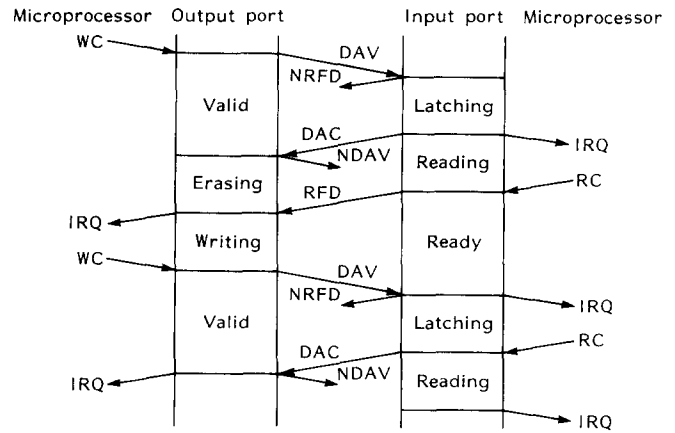 Microprocessor Output port Input port Microprocessor
WC
DAV
NRFD
Valid
Latching
DAC
IRQ
NDAV
Reading
Erasing
RFD
RC
IRQ
Writing
Ready
WC
DAV
NRFD
IRQ
Valid
Latching
RC
DAC
NDAV
IRQ
Reading
IRQ